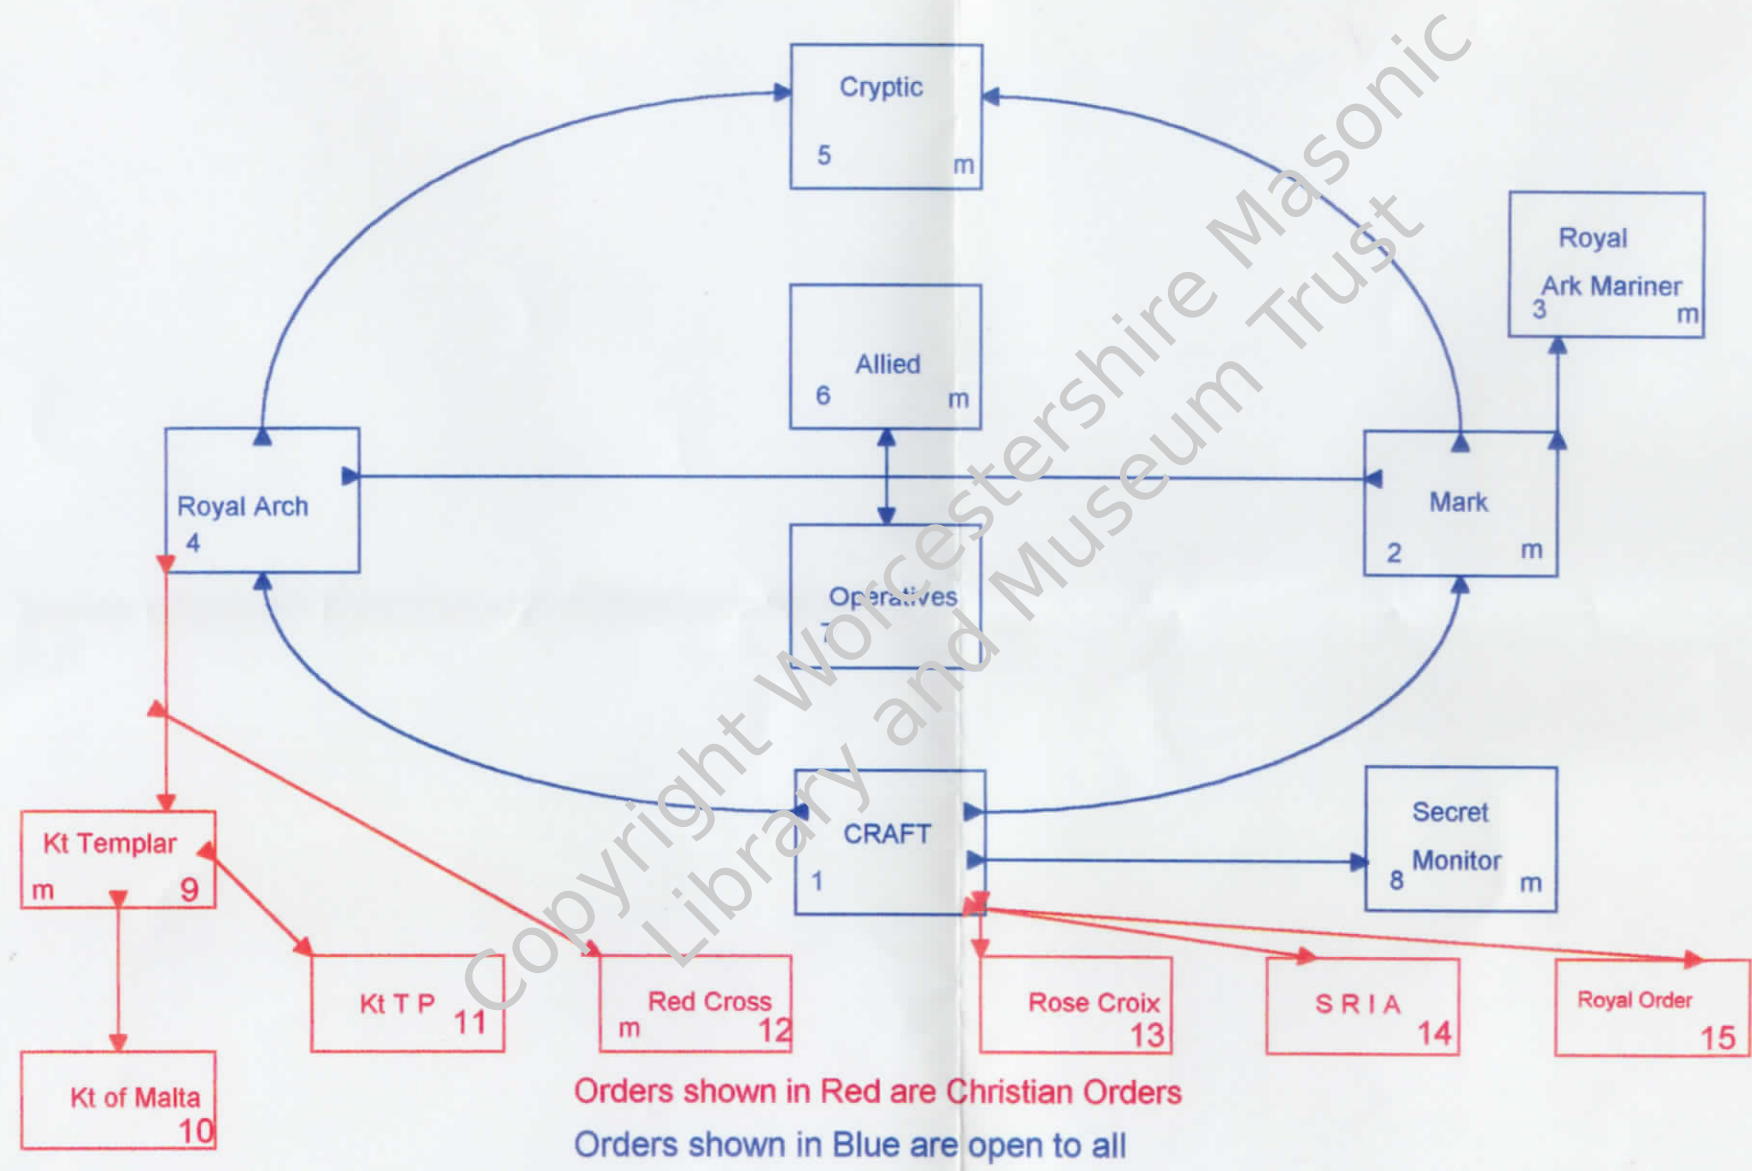 Cryptic
5 m
Royal
Ark Mariner
3 m
Allied
6 m
Royal Arch
4
Mark
2 m
Operatives
7
CRAFT
1
Secret
Monitor
8 m
Kt Templar
m 9
Kt T P
11
Red Cross
m 12
Rose Croix
13
S R I A
14
Royal Order
15
Kt of Malta
10
Orders shown in Red are Christian Orders
Orders shown in Blue are open to all
Copyright Worcestershire Masonic
Library and Museum Trust